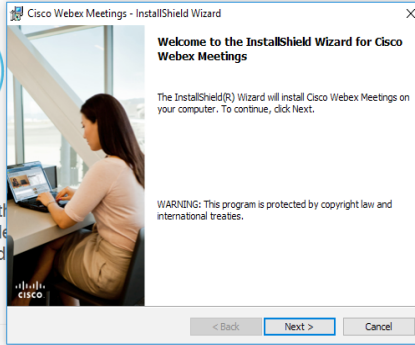 Cisco Webex Meetings - InstallShield Wizard
Welcome to the InstallShield Wizard for Cisco
Webex Meetings
The InstallShield(R) Wizard will install Cisco Webex Meetings on
your computer. To continue, click Next.
WARNING: This program is protected by copyright law and
international treaties.
CISCO
< Back
Next >
Cancel